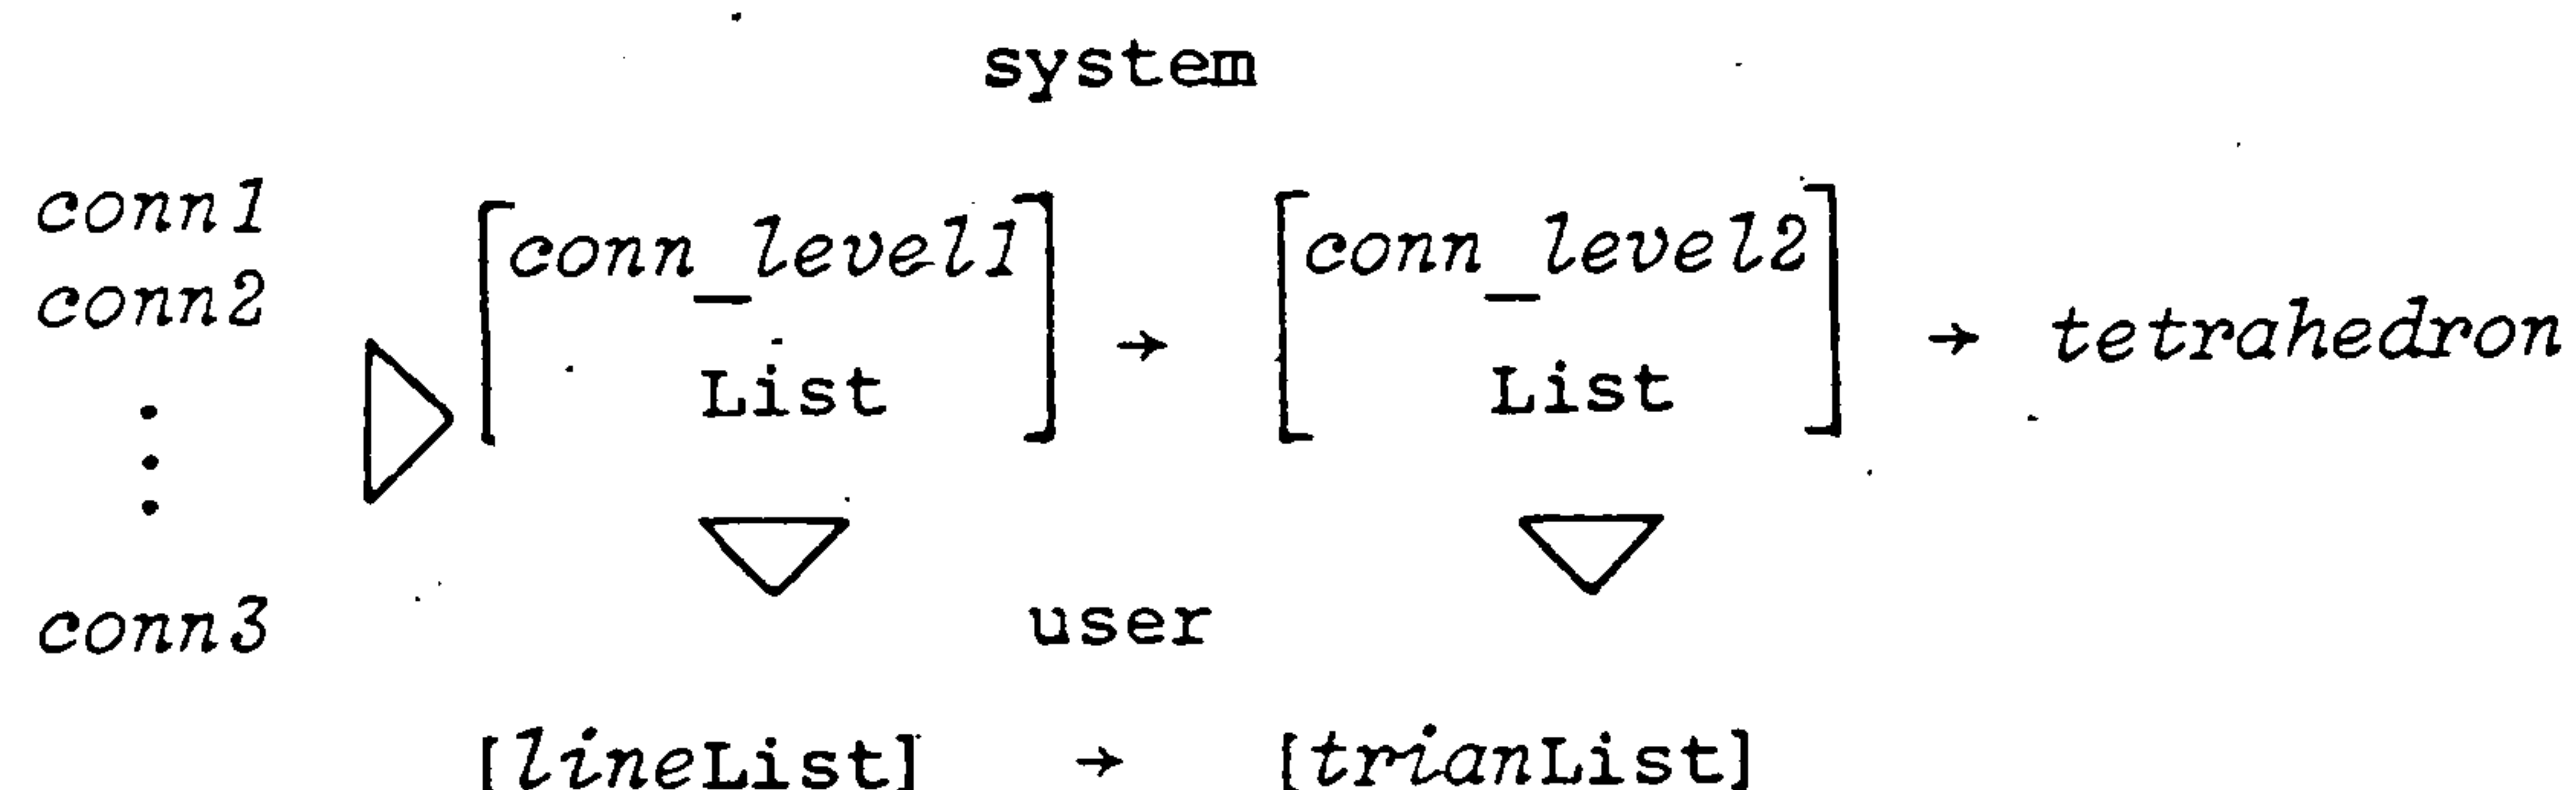 system
conn1
conn2
conn_level1 → conn_level2 → tetrahedron
List List
conn3
user
[lineList] → [trianList]